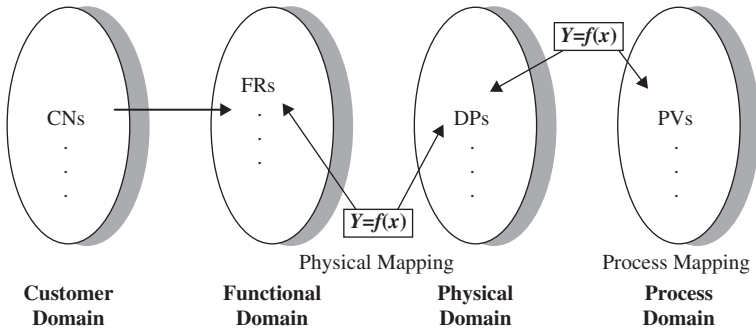 Y=f(x)
FRs
CNs
DPs
PVs
Y=f(x)
Physical Mapping
Process Mapping
Customer
Domain
Functional
Domain
Physical
Domain
Process
Domain